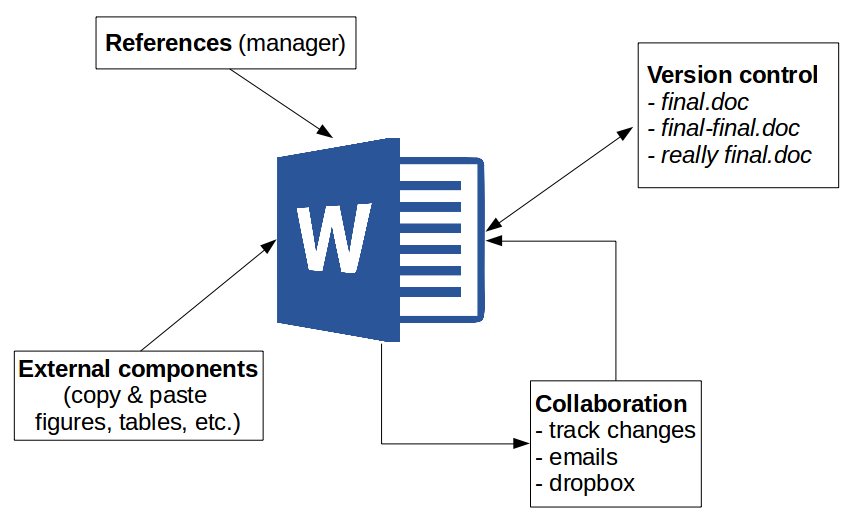 References (manager)
Version control
- final.doc
- final-final.doc
- really final.doc
W
External components
(copy & paste
figures, tables, etc.)
Collaboration
- track changes
- emails
- dropbox